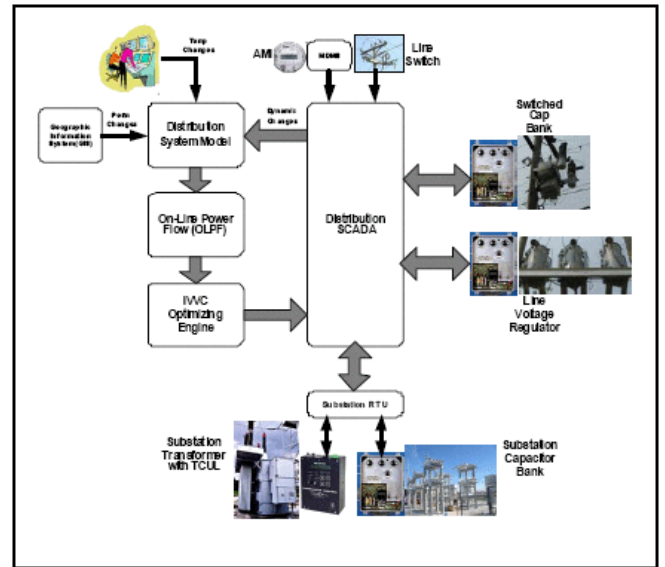 Temp
Changes
AMI
MDMS
Line
Switch
Geographic
Information
System (GIS)
Perm
Changes
Distribution
System Model
Dynamic
Changes
Switched
Cap
Bank
On-Line Power
Flow (OLPF)
Distribution
SCADA
IVVC
Optimizing
Engine
Line
Voltage
Regulator
Substation RTU
Substation
Transformer
with TCUL
Substation
Capacitor
Bank